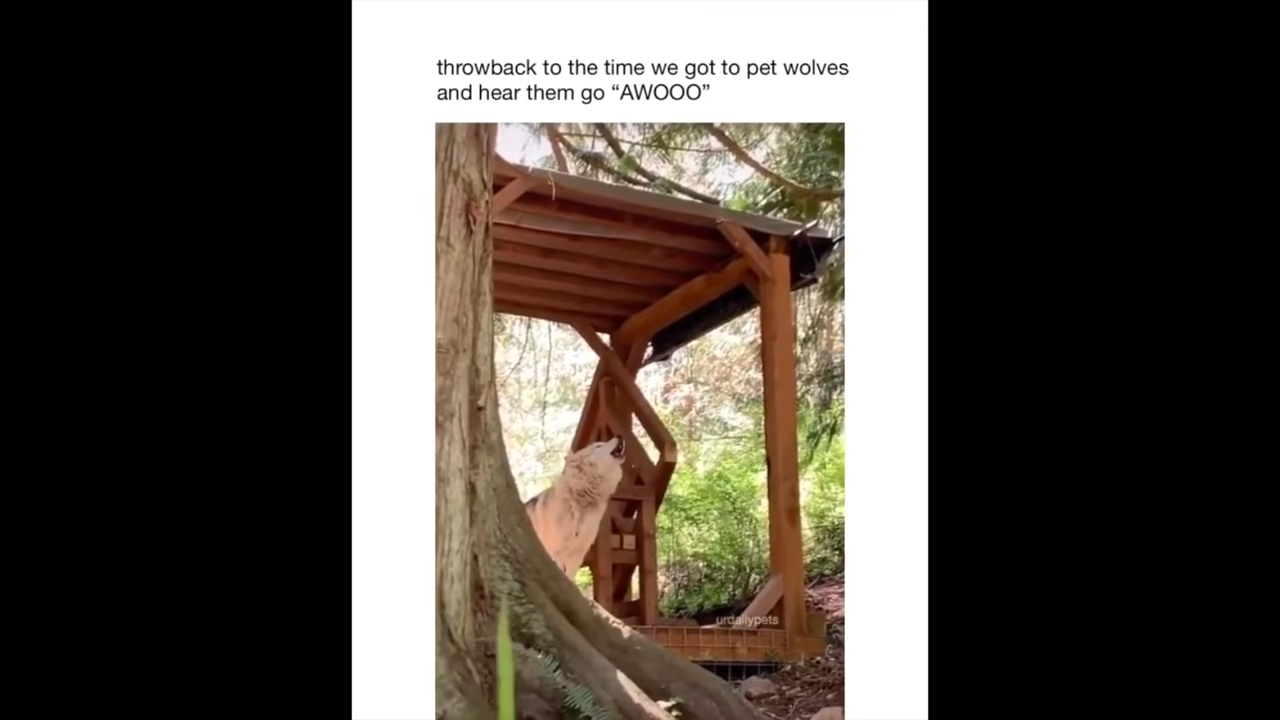 throwback to the time we got to pet wolves
and hear them go “AWOOO”
urdailypets